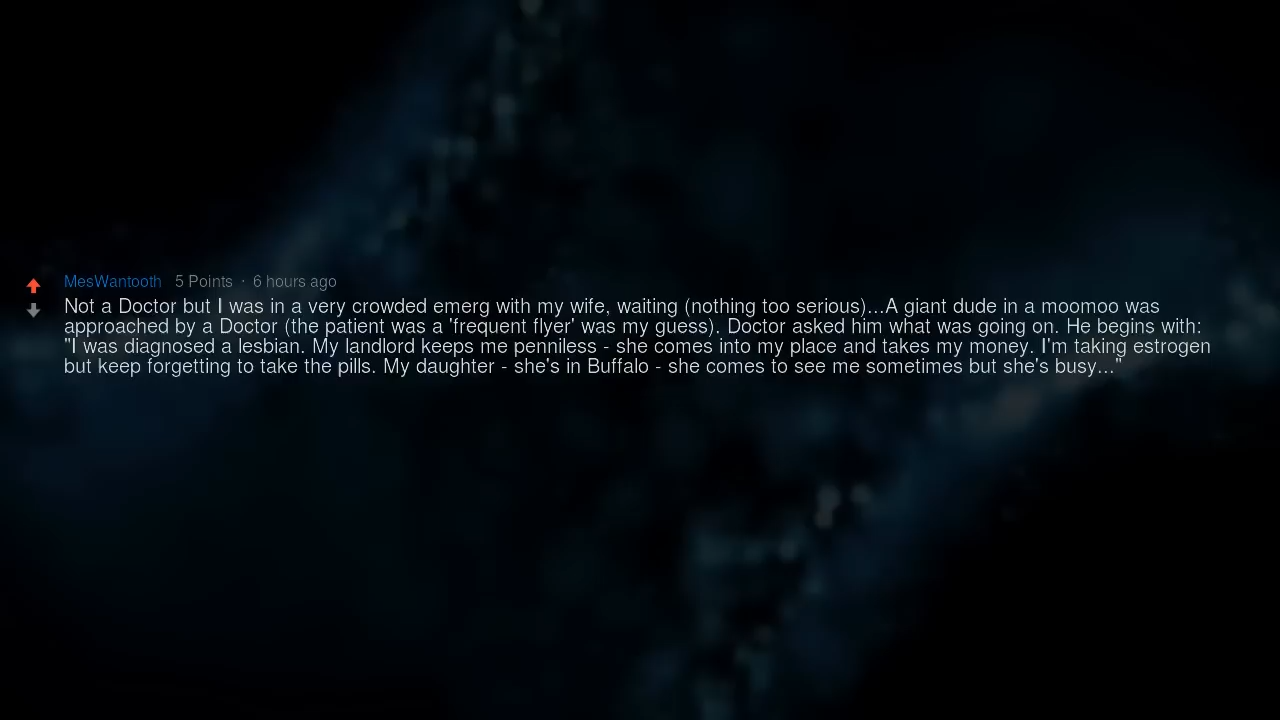 MesWantooth 5 Points · 6 hours ago
Not a Doctor but I was in a very crowded emerg with my wife, waiting (nothing too serious)...A giant dude in a moomoo was
approached by a Doctor (the patient was a 'frequent flyer' was my guess). Doctor asked him what was going on. He begins with:
"I was diagnosed a lesbian. My landlord keeps me penniless - she comes into my place and takes my money. I'm taking estrogen
but keep forgetting to take the pills. My daughter - she's in Buffalo - she comes to see me sometimes but she's busy..."